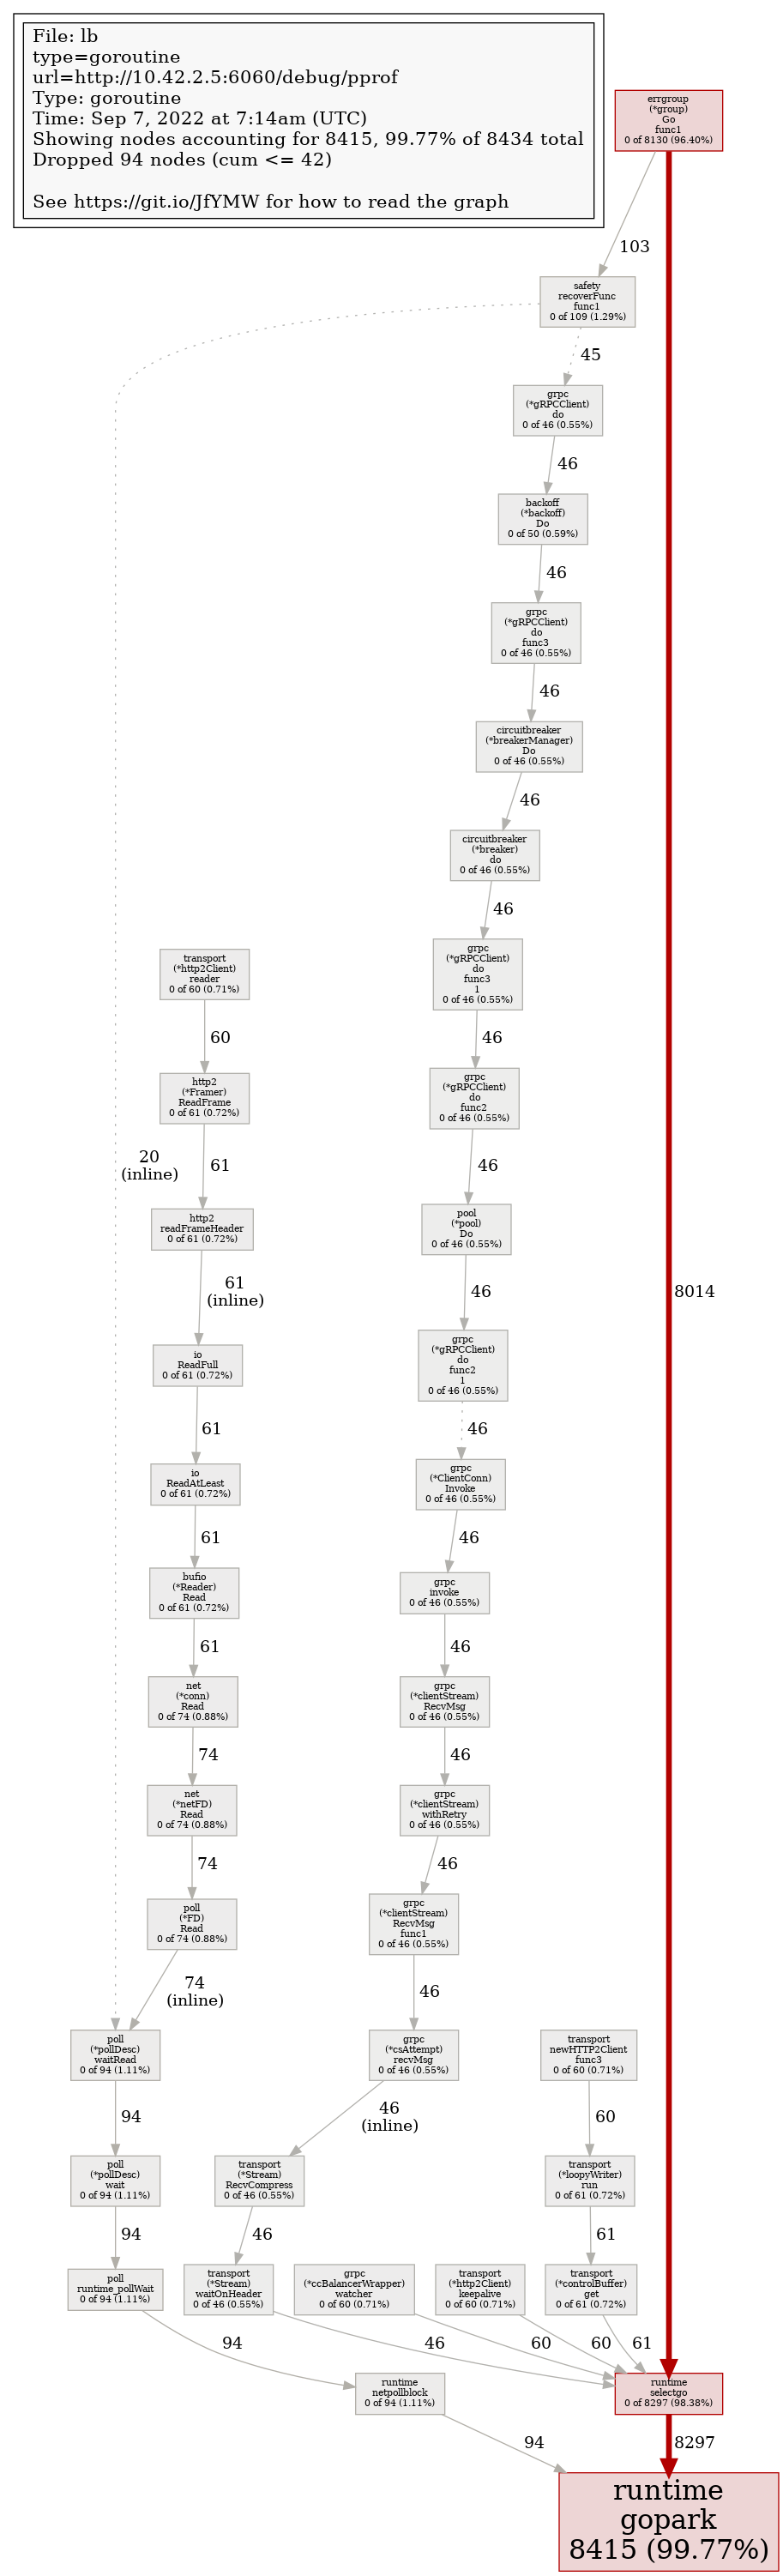 File: lb
type=goroutine
url=http://10.42.2.5:6060/debug/pprof
Type: goroutine
Time: Sep 7, 2022 at 7:14am (UTC)
Showing nodes accounting for 8415, 99.77% of 8434 total
Dropped 94 nodes (cum <= 42)
See https://git.io/JfYMW for how to read the graph
errgroup
(*group)
Go
func1
0 of 8130 (96.40%)
103
safety
recoverFunc
func1
0 of 109 (1.29%)
45
grpc
(*gRPCClient)
do
0 of 46 (0.55%)
46
backoff
(*backoff)
Do
0 of 50 (0.59%)
46
grpc
(*gRPCClient)
do
func3
0 of 46 (0.55%)
46
circuitbreaker
(*breakerManager)
Do
0 of 46 (0.55%)
46
circuitbreaker
(*breaker)
do
0 of 46 (0.55%)
46
grpc
(*gRPCClient)
do
func3
1
0 of 46 (0.55%)
46
grpc
(*gRPCClient)
do
func2
0 of 46 (0.55%)
46
pool
(*pool)
Do
0 of 46 (0.55%)
46
grpc
(*gRPCClient)
do
func2
1
0 of 46 (0.55%)
46
grpc
(*ClientConn)
Invoke
0 of 46 (0.55%)
46
grpc
invoke
0 of 46 (0.55%)
46
grpc
(*clientStream)
RecvMsg
0 of 46 (0.55%)
46
grpc
(*clientStream)
withRetry
0 of 46 (0.55%)
46
grpc
(*clientStream)
RecvMsg
func1
0 of 46 (0.55%)
46
grpc
(*csAttempt)
recvMsg
0 of 46 (0.55%)
46
(inline)
transport
(*Stream)
RecvCompress
0 of 46 (0.55%)
46
transport
(*Stream)
waitOnHeader
0 of 46 (0.55%)
46
transport
(*http2Client)
reader
0 of 60 (0.71%)
60
http2
(*Framer)
ReadFrame
0 of 61 (0.72%)
20
(inline)
61
http2
readFrameHeader
0 of 61 (0.72%)
61
(inline)
io
ReadFull
0 of 61 (0.72%)
61
io
ReadAtLeast
0 of 61 (0.72%)
61
bufio
(*Reader)
Read
0 of 61 (0.72%)
61
net
(*conn)
Read
0 of 74 (0.88%)
74
net
(*netFD)
Read
0 of 74 (0.88%)
74
poll
(*FD)
Read
0 of 74 (0.88%)
74
(inline)
poll
(*pollDesc)
waitRead
0 of 94 (1.11%)
94
poll
(*pollDesc)
wait
0 of 94 (1.11%)
94
poll
runtime_pollWait
0 of 94 (1.11%)
94
runtime
netpollblock
0 of 94 (1.11%)
94
transport
newHTTP2Client
func3
0 of 60 (0.71%)
60
transport
(*loopyWriter)
run
0 of 61 (0.72%)
61
transport
(*controlBuffer)
get
0 of 61 (0.72%)
61
grpc
(*ccBalancerWrapper)
watcher
0 of 60 (0.71%)
60
transport
(*http2Client)
keepalive
0 of 60 (0.71%)
60
8014
runtime
selectgo
0 of 8297 (98.38%)
8297
runtime
gopark
8415 (99.77%)